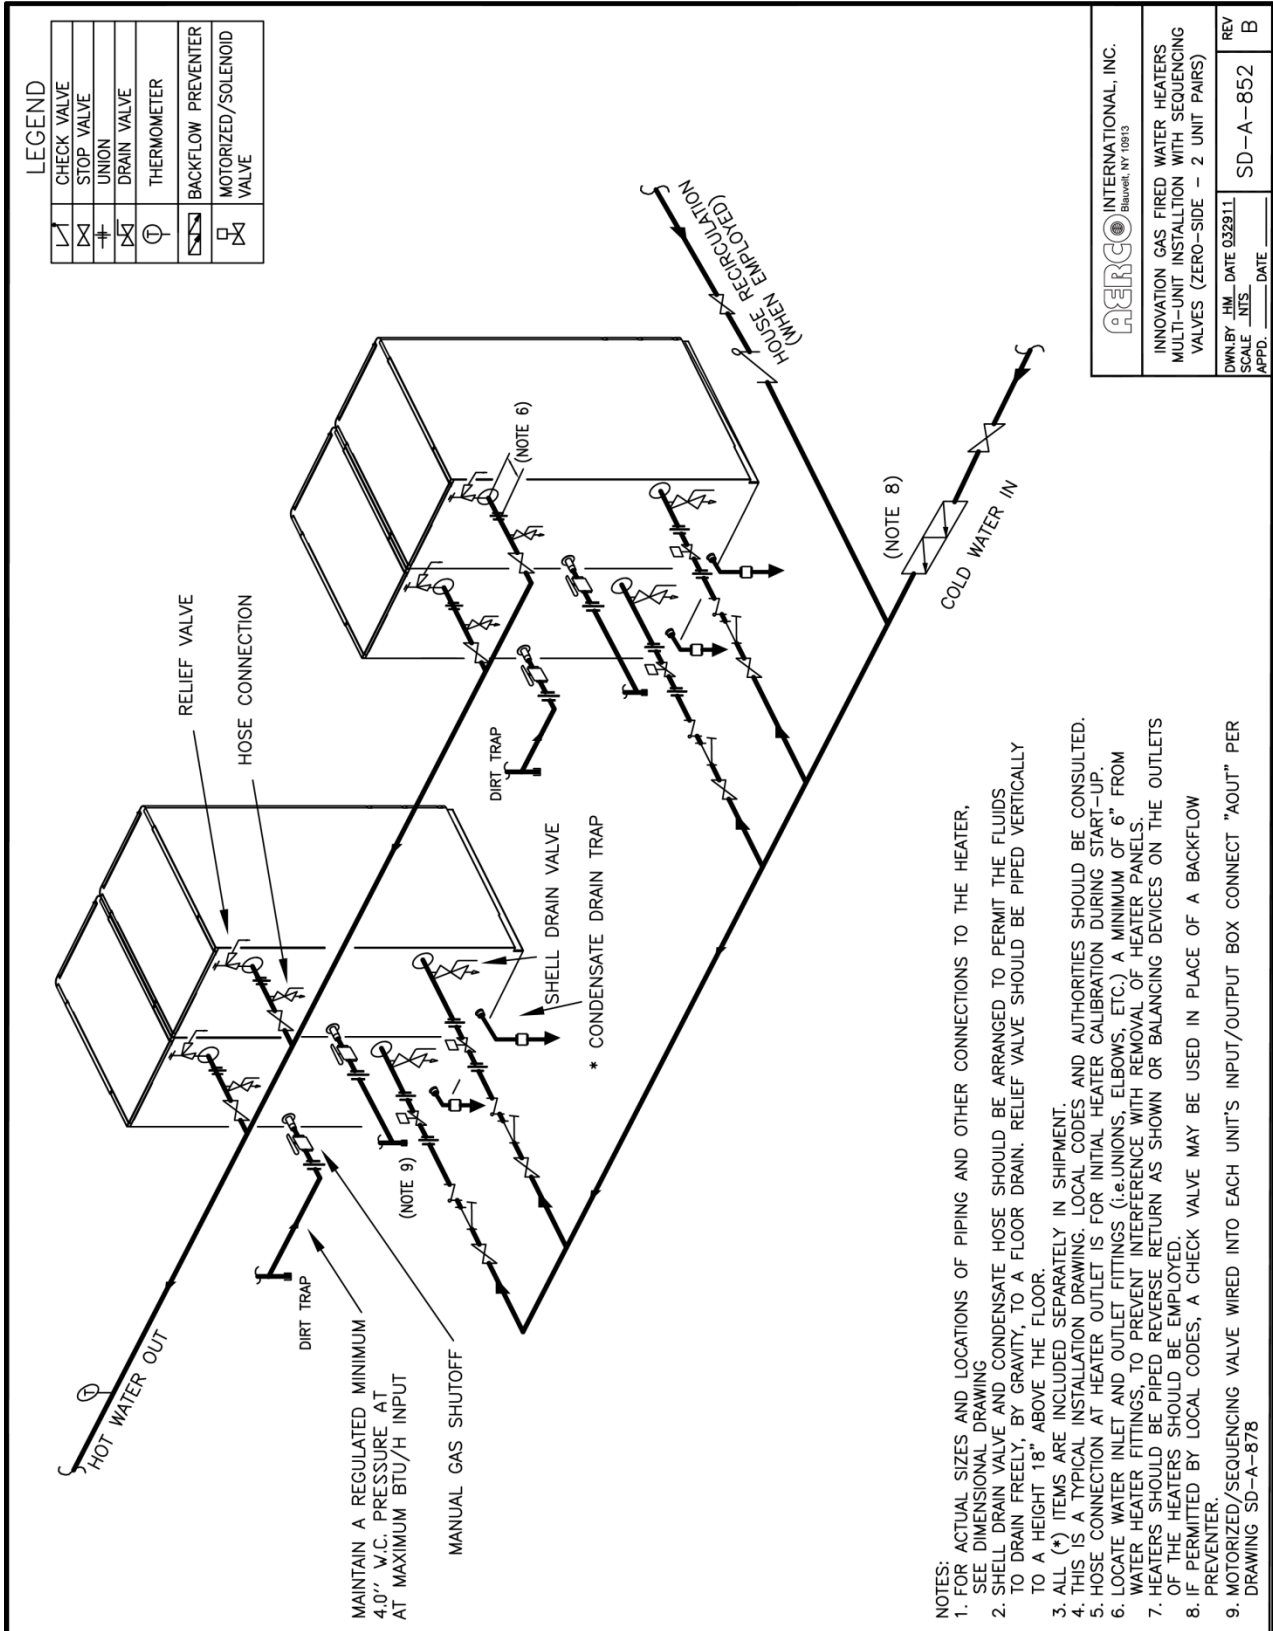 LEGEND
CHECK VALVE
STOP VALVE
UNION
DRAIN VALVE
T
THERMOMETER
BACKFLOW PREVENTER
MOTORIZED/SOLENOID
VALVE
RELIEF VALVE
HOSE CONNECTION
T
HOT WATER OUT
MAINTAIN A REGULATED MINIMUM
4.0'' W.C. PRESSURE AT
AT MAXIMUM BTU/H INPUT
MANUAL GAS SHUTOFF
DIRT TRAP
(NOTE 9)
SHELL DRAIN VALVE
* CONDENSATE DRAIN TRAP
DIRT TRAP
(NOTE 6)
HOUSE RECIRCULATION
(WHEN EMPLOYED)
(NOTE 8)
COLD WATER IN
NOTES:
1. FOR ACTUAL SIZES AND LOCATIONS OF PIPING AND OTHER CONNECTIONS TO THE HEATER,
SEE DIMENSIONAL DRAWING
2. SHELL DRAIN VALVE AND CONDENSATE HOSE SHOULD BE ARRANGED TO PERMIT THE FLUIDS
TO DRAIN FREELY, BY GRAVITY, TO A FLOOR DRAIN. RELIEF VALVE SHOULD BE PIPED VERTICALLY
TO A HEIGHT 18" ABOVE THE FLOOR.
3. ALL (*) ITEMS ARE INCLUDED SEPARATELY IN SHIPMENT.
4. THIS IS A TYPICAL INSTALLATION DRAWING. LOCAL CODES AND AUTHORITIES SHOULD BE CONSULTED.
5. HOSE CONNECTION AT HEATER OUTLET IS FOR INITIAL HEATER CALIBRATION DURING START-UP.
6. LOCATE WATER INLET AND OUTLET FITTINGS (i.e.UNIONS, ELBOWS, ETC.) A MINIMUM OF 6" FROM
WATER HEATER FITTINGS, TO PREVENT INTERFERENCE WITH REMOVAL OF HEATER PANELS.
7. HEATERS SHOULD BE PIPED REVERSE RETURN AS SHOWN OR BALANCING DEVICES ON THE OUTLETS
OF THE HEATERS SHOULD BE EMPLOYED.
8. IF PERMITTED BY LOCAL CODES, A CHECK VALVE MAY BE USED IN PLACE OF A BACKFLOW
PREVENTER.
9. MOTORIZED/SEQUENCING VALVE WIRED INTO EACH UNIT'S INPUT/OUTPUT BOX CONNECT "AOUT" PER
DRAWING SD-A-878
AERCO INTERNATIONAL, INC.
Blauvelt, NY 10913
INNOVATION GAS FIRED WATER HEATERS
MULTI-UNIT INSTALLTION WITH SEQUENCING
VALVES (ZERO-SIDE - 2 UNIT PAIRS)
DWN.BY HM DATE 032911
SCALE NTS
APPD. DATE
SD-A-852
REV
B